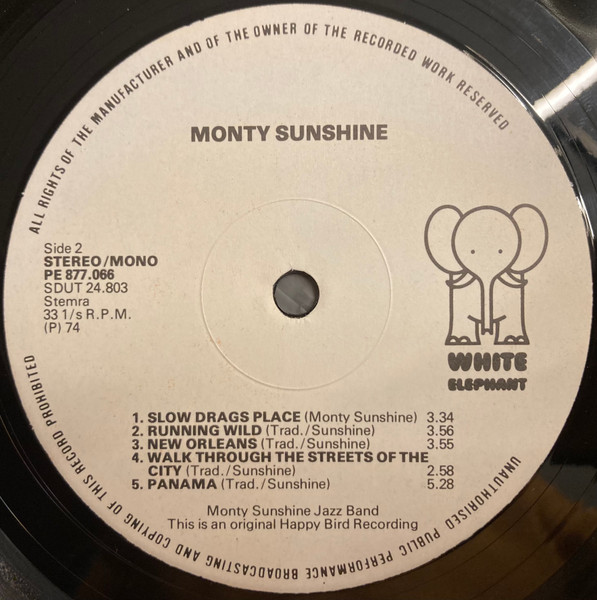 ALL RIGHTS OF THE MANUFACTURER AND OF THE OWNER OF THE RECORDED WORK RESERVED
MONTY SUNSHINE
Side 2
STEREO/MONO
PE 877.066
SDUT 24.803
Stemra
33 1/s R.P.M.
(P) 74
WHITE
ELEPHANT
1. SLOW DRAGS PLACE (Monty Sunshine) 3.34
2. RUNNING WILD (Trad./Sunshine) 3.56
3. NEW ORLEANS (Trad./Sunshine) 3.55
4. WALK THROUGH THE STREETS OF THE
CITY (Trad./Sunshine) 2.58
5. PANAMA (Trad./Sunshine) 5.28
Monty Sunshine Jazz Band
This is an original Happy Bird Recording
UNAUTHORISED PUBLIC PERFORMANCE BROADCASTING AND COPYING OF THIS RECORD PROHIBITED